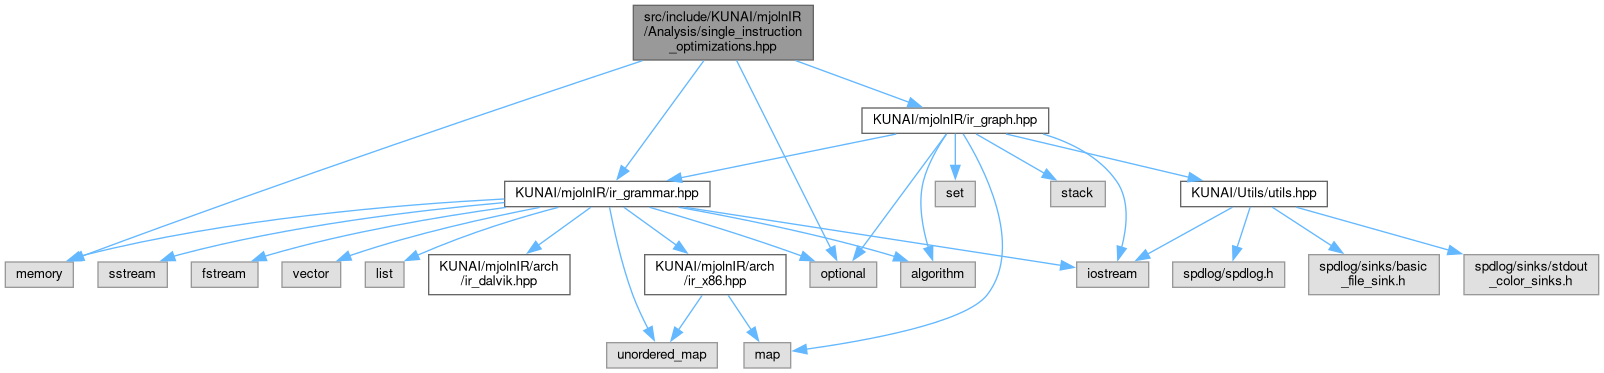 src/include/KUNAI/mjolnIR
/Analysis/single_instruction
_optimizations.hpp
KUNAI/mjolnIR/ir_graph.hpp
KUNAI/mjolnIR/ir_grammar.hpp
set
stack
KUNAI/Utils/utils.hpp
memory
sstream
fstream
vector
list
KUNAI/mjolnIR/arch
/ir_dalvik.hpp
KUNAI/mjolnIR/arch
/ir_x86.hpp
optional
algorithm
iostream
spdlog/spdlog.h
spdlog/sinks/basic
_file_sink.h
spdlog/sinks/stdout
_color_sinks.h
unordered_map
map